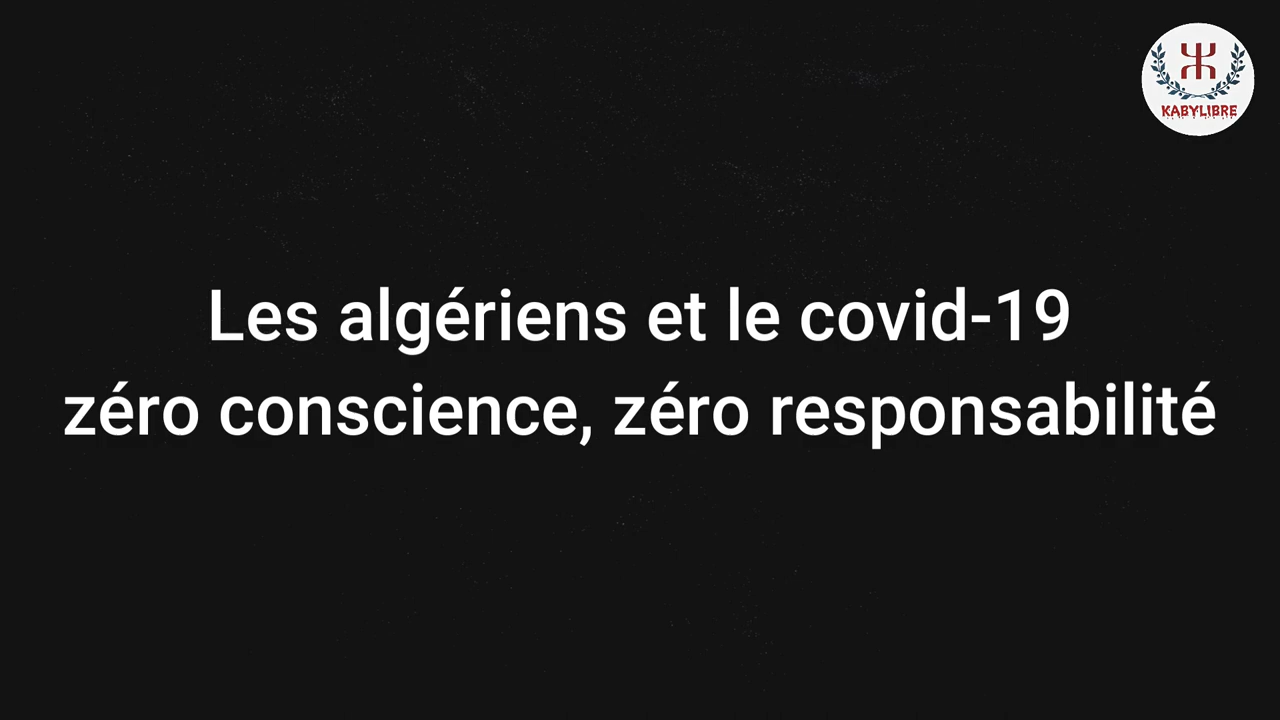 ⵣ
KABYLIBRE
Les algériens et le covid-19
zéro conscience, zéro responsabilité